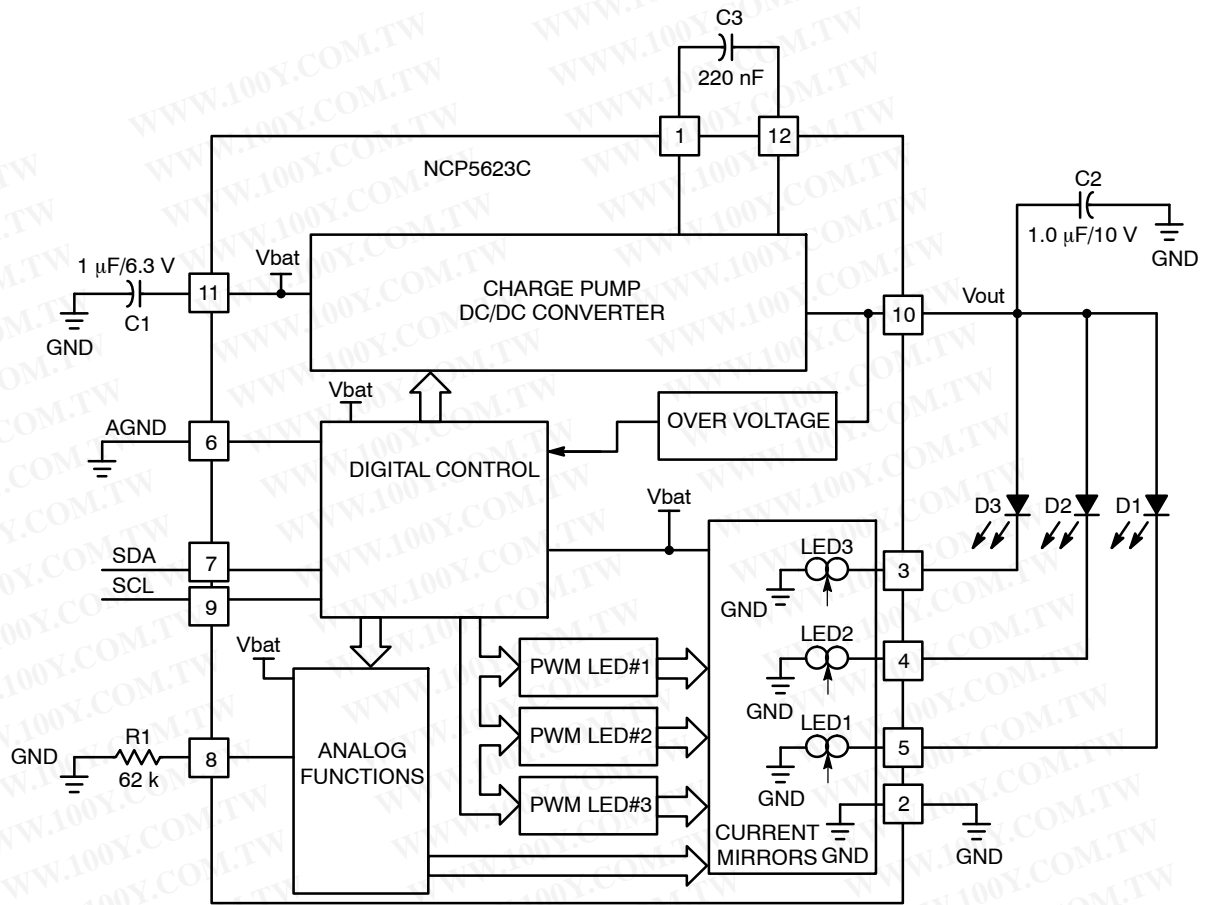 C3
220 nF
1
12
NCP5623C
C2
1.0 μF/10 V
GND
Vbat
1 μF/6.3 V
11
C1
GND
CHARGE PUMP
DC/DC CONVERTER
Vout
10
Vbat
AGND
6
OVER VOLTAGE
DIGITAL CONTROL
Vbat
D3
D2
D1
SDA
7
SCL
9
LED3
GND
3
Vbat
PWM LED#1
LED2
GND
4
PWM LED#2
LED1
GND
5
GND
R1
62 k
8
ANALOG
FUNCTIONS
PWM LED#3
2
CURRENT
MIRRORS
GND
GND
WWW.100Y.COM.TW